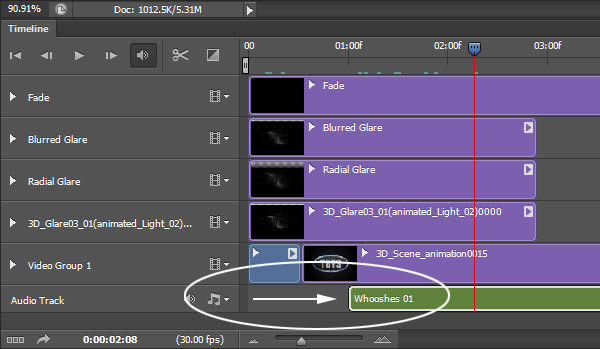 90.91%
Doc: 1012.5K/5.31M
Timeline
00
01:00f
02:00f
03:00f
Fade
Fade
Blurred Glare
Blurred Glare
Radial Glare
Radial Glare
3D_Glare03_01(animated_Light_02)...
3D_Glare03_01(animated_Light_02)0000
Video Group 1
TUTS
3D_Scene_animation0015
Audio Track
Whooshes 01
0:00:02:08
(30.00 fps)